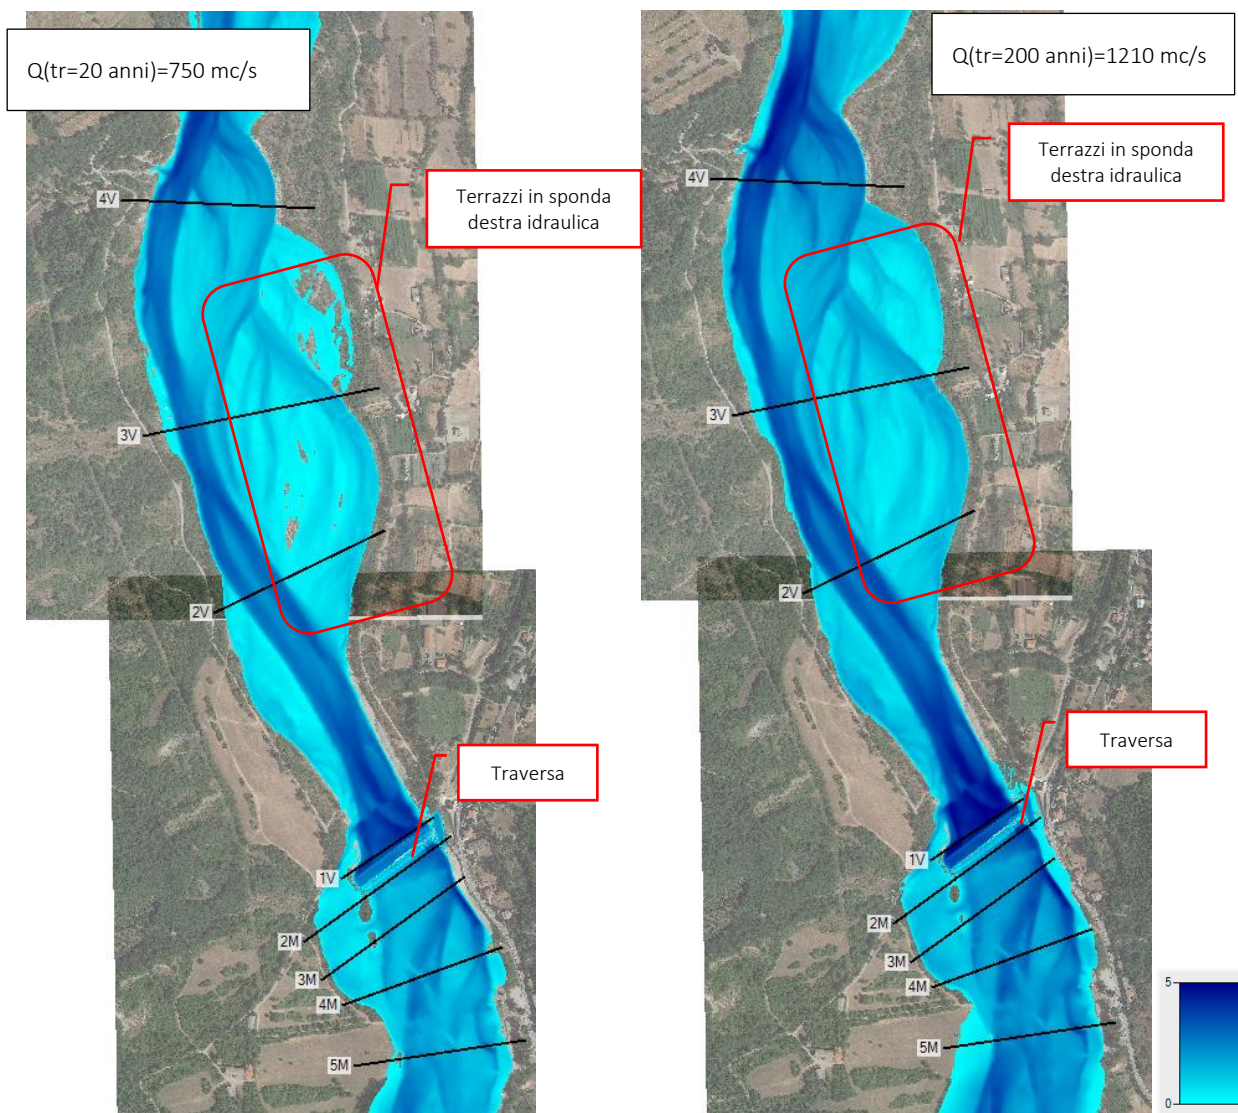 Q(tr=20 anni)=750 mc/s
Terrazzi in sponda
destra idraulica
4V
3V
2V
Traversa
1V
2M
3M
4M
5M
Q(tr=200 anni)=1210 mc/s
Terrazzi in sponda
destra idraulica
4V
3V
2V
Traversa
1V
2M
3M
4M
5M
5
0